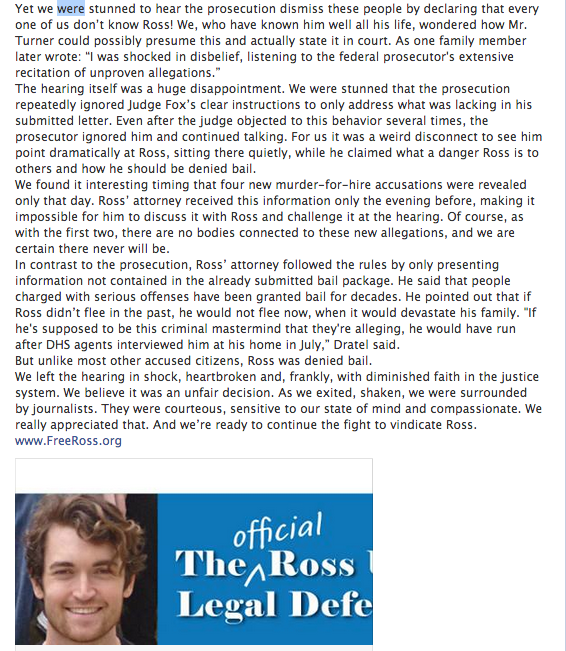 Yet we were stunned to hear the prosecution dismiss these people by declaring that every
one of us don't know Ross! We, who have known him well all his life, wondered how Mr.
Turner could possibly presume this and actually state it in court. As one family member
later wrote: "I was shocked in disbelief, listening to the federal prosecutor's extensive
recitation of unproven allegations."
The hearing itself was a huge disappointment. We were stunned that the prosecution
repeatedly ignored Judge Fox's clear instructions to only address what was lacking in his
submitted letter. Even after the judge objected to this behavior several times, the
prosecutor ignored him and continued talking. For us it was a weird disconnect to see him
point dramatically at Ross, sitting there quietly, while he claimed what a danger Ross is to
others and how he should be denied bail.
We found it interesting timing that four new murder-for-hire accusations were revealed
only that day. Ross' attorney received this information only the evening before, making it
impossible for him to discuss it with Ross and challenge it at the hearing. Of course, as
with the first two, there are no bodies connected to these new allegations, and we are
certain there never will be.
In contrast to the prosecution, Ross' attorney followed the rules by only presenting
information not contained in the already submitted bail package. He said that people
charged with serious offenses have been granted bail for decades. He pointed out that if
Ross didn't flee in the past, he would not flee now, when it would devastate his family. "If
he's supposed to be this criminal mastermind that they're alleging, he would have run
after DHS agents interviewed him at his home in July," Dratel said.
But unlike most other accused citizens, Ross was denied bail.
We left the hearing in shock, heartbroken and, frankly, with diminished faith in the justice
system. We believe it was an unfair decision. As we exited, shaken, we were surrounded
by journalists. They were courteous, sensitive to our state of mind and compassionate. We
really appreciated that. And we're ready to continue the fight to vindicate Ross.
www.FreeRoss.org
official
The Ross
Legal Defe